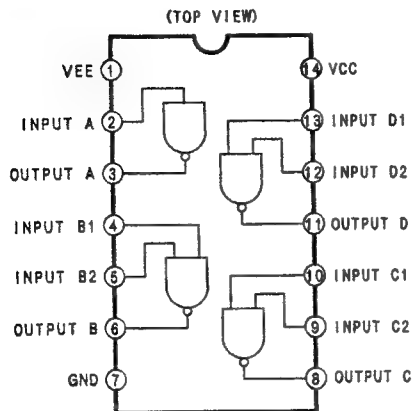 (TOP VIEW)
VEE 1
14 VCC
INPUT A 2
13 INPUT D1
OUTPUT A 3
12 INPUT D2
INPUT B1 4
11 OUTPUT D
INPUT B2 5
10 INPUT C1
OUTPUT B 6
9 INPUT C2
GND 7
8 OUTPUT C